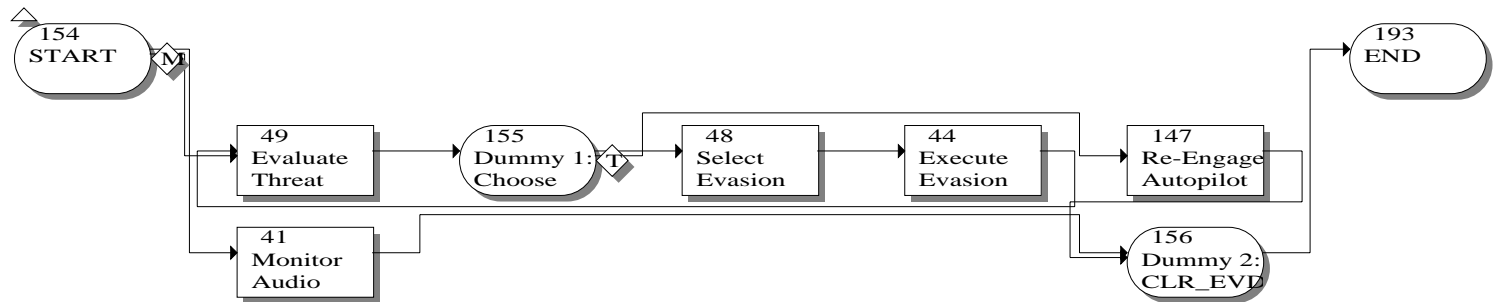 154
START
M
193
END
49
Evaluate
Threat
155
Dummy 1:
Choose
T
48
Select
Evasion
44
Execute
Evasion
147
Re-Engage
Autopilot
41
Monitor
Audio
156
Dummy 2:
CLR_EVD